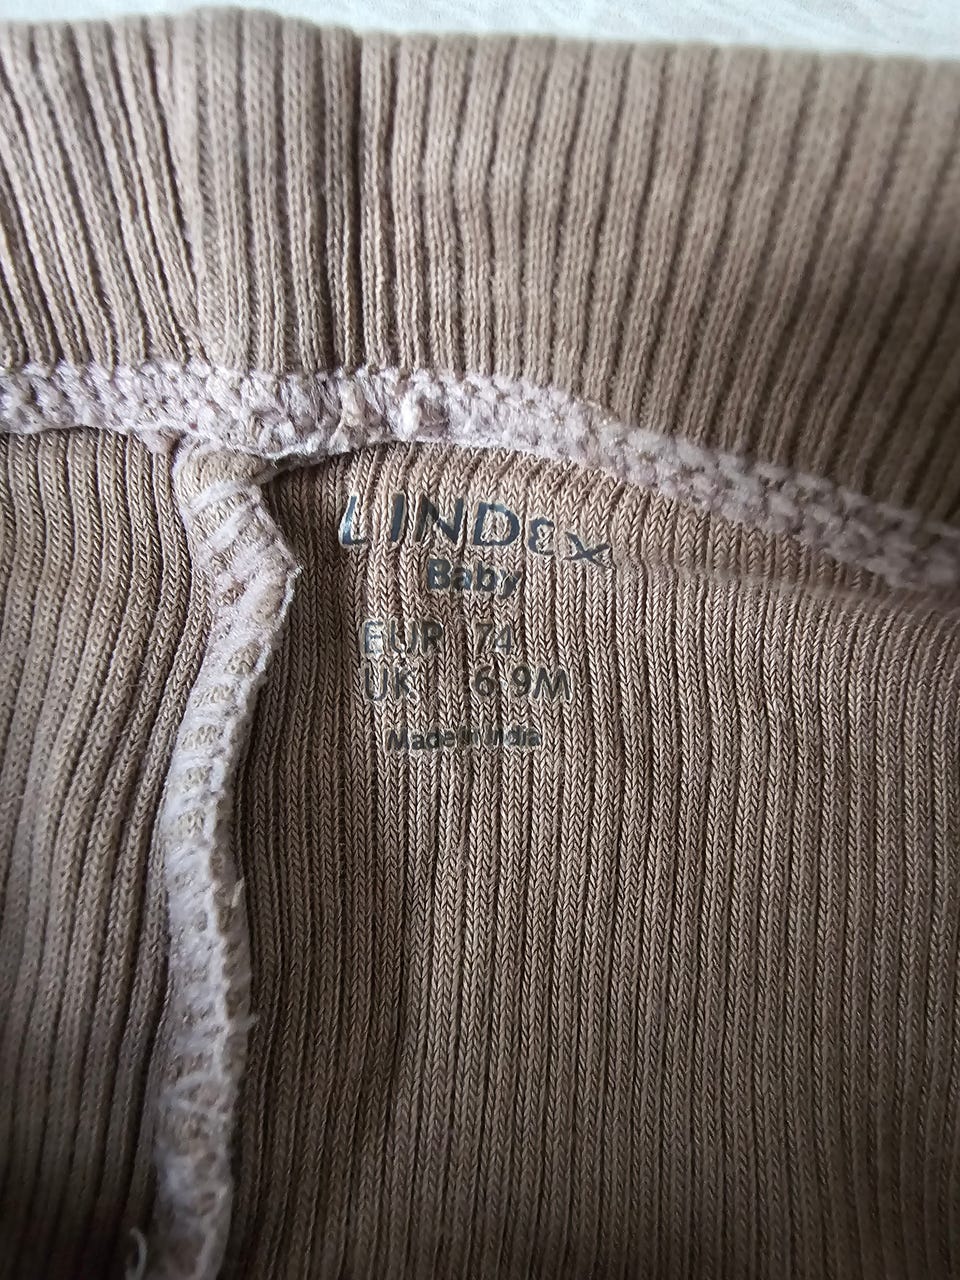 LINDEX
Baby
EUR 74
UK 6-9M
Made in India